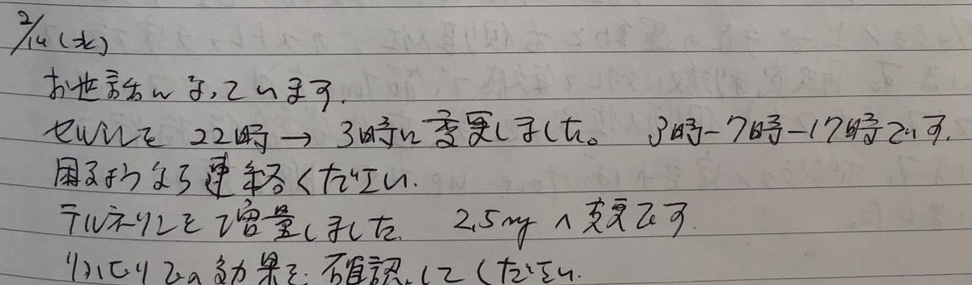 2/14(水)
お世話になっています.
セルシンを 22時→3時に変更しました。 3時-7時-17時です.
困るようなら連絡ください.
テルネリンを増量しました. 2.5mgへ変更です.
リハビリでの効果を確認してください.